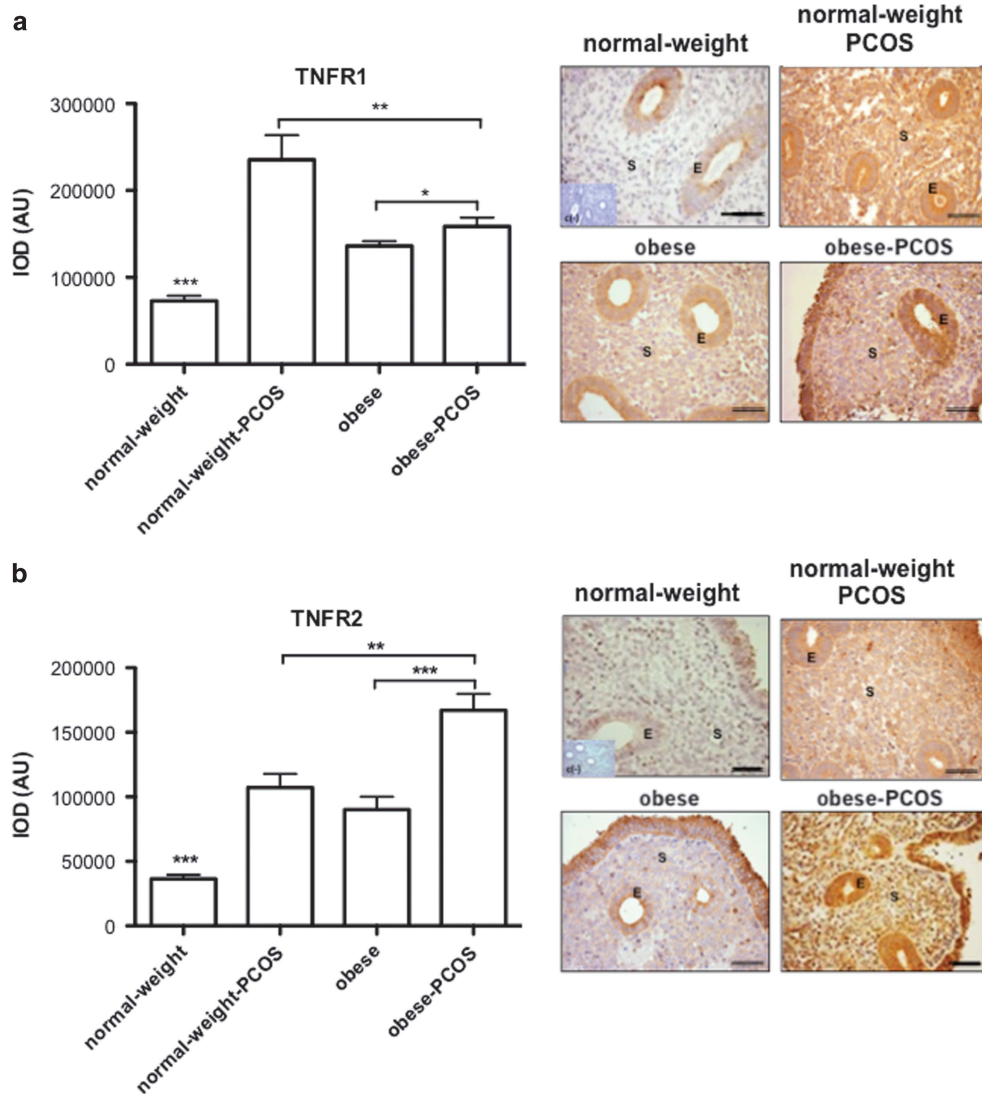 a
TNFR1
IOD (AU)
300000
200000
100000
0
***
**
*
normal-weight
normal-weight-PCOS
obese
obese-PCOS
normal-weight
normal-weight
PCOS
S
E
c(-)
S
E
obese
obese-PCOS
S
E
S
E
b
TNFR2
IOD (AU)
200000
150000
100000
50000
0
***
**
***
normal-weight
normal-weight-PCOS
obese
obese-PCOS
normal-weight
normal-weight
PCOS
E
S
c(-)
E
S
obese
obese-PCOS
S
E
E
S